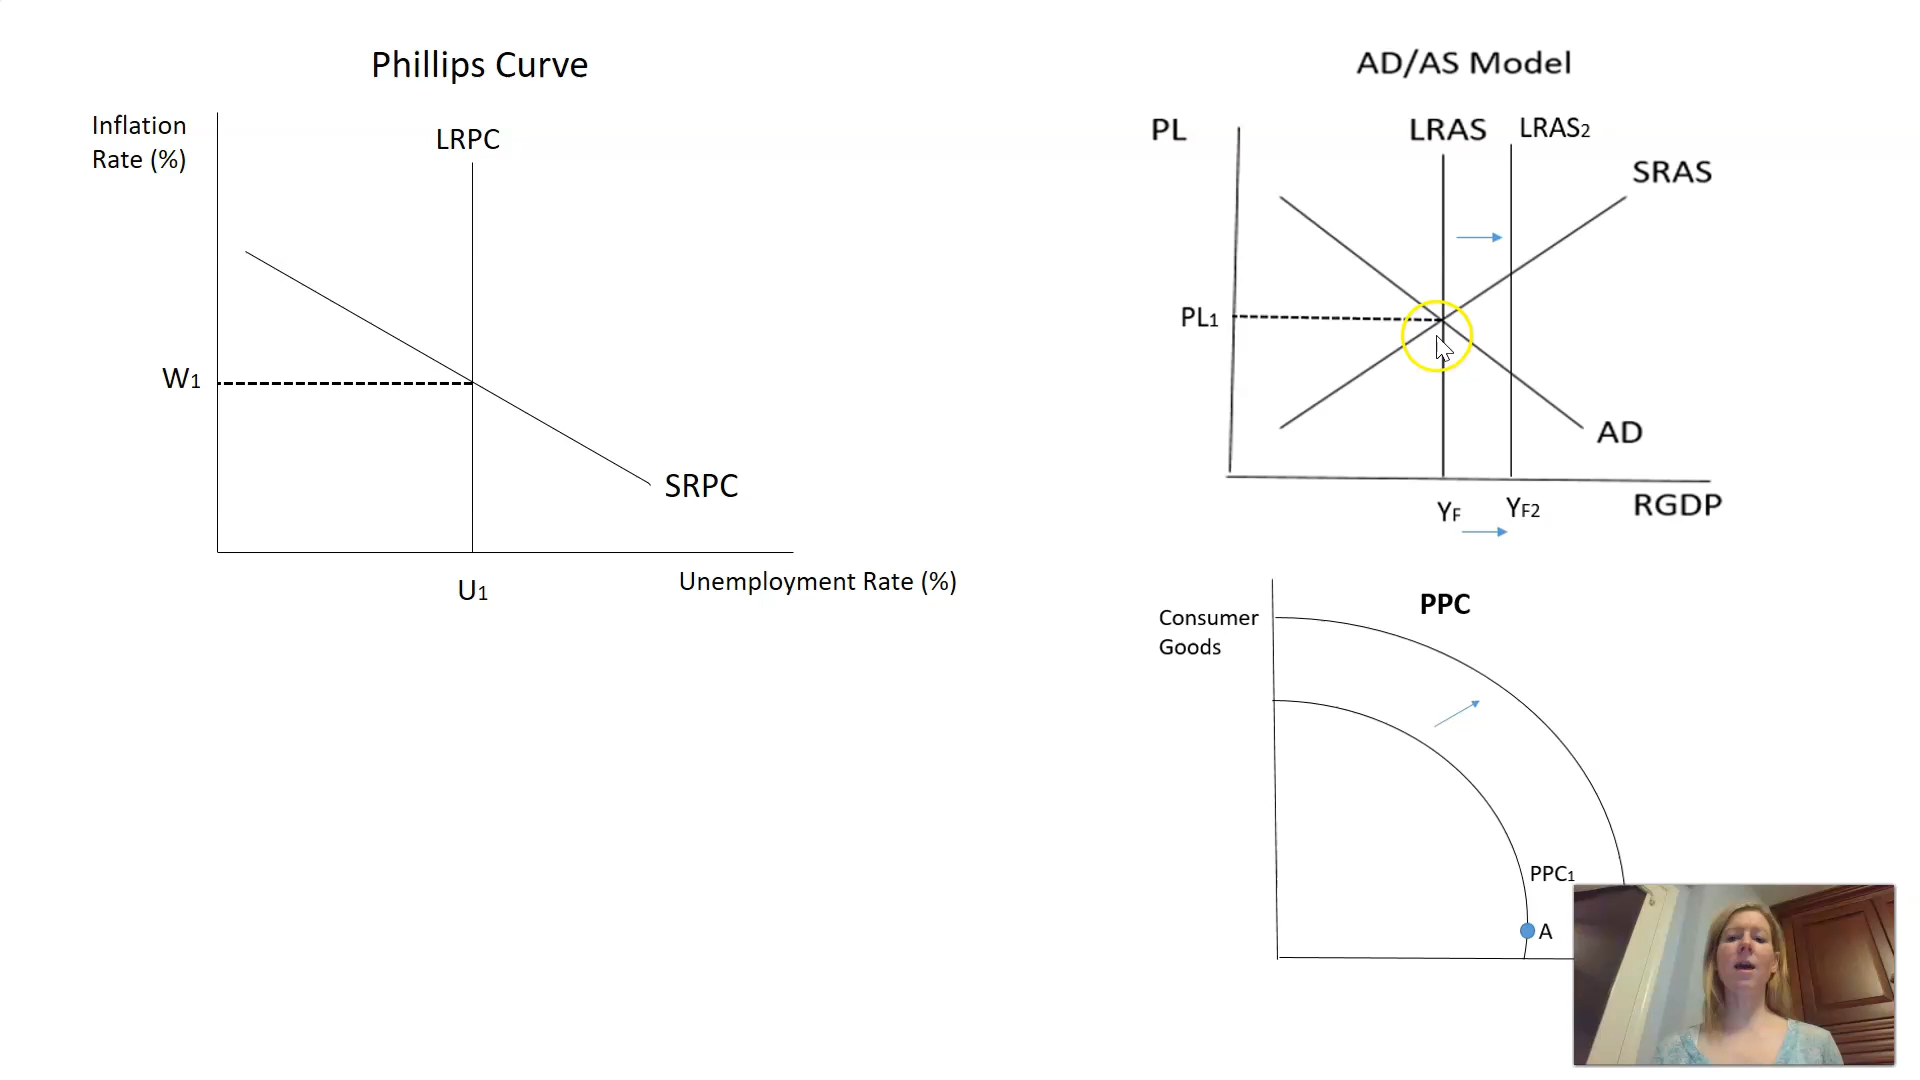 Phillips Curve
Inflation
Rate (%)
LRPC
W1
SRPC
U1
Unemployment Rate (%)
AD/AS Model
PL
LRAS
LRAS2
SRAS
PL1
AD
YF
YF2
RGDP
PPC
Consumer
Goods
PPC1
A